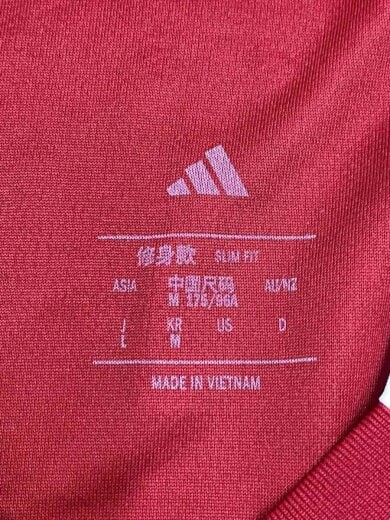 修身款 SLIM FIT
ASIA 中国尺码 AU/NZ
M 175/96A
J KR US D
L M
MADE IN VIETNAM